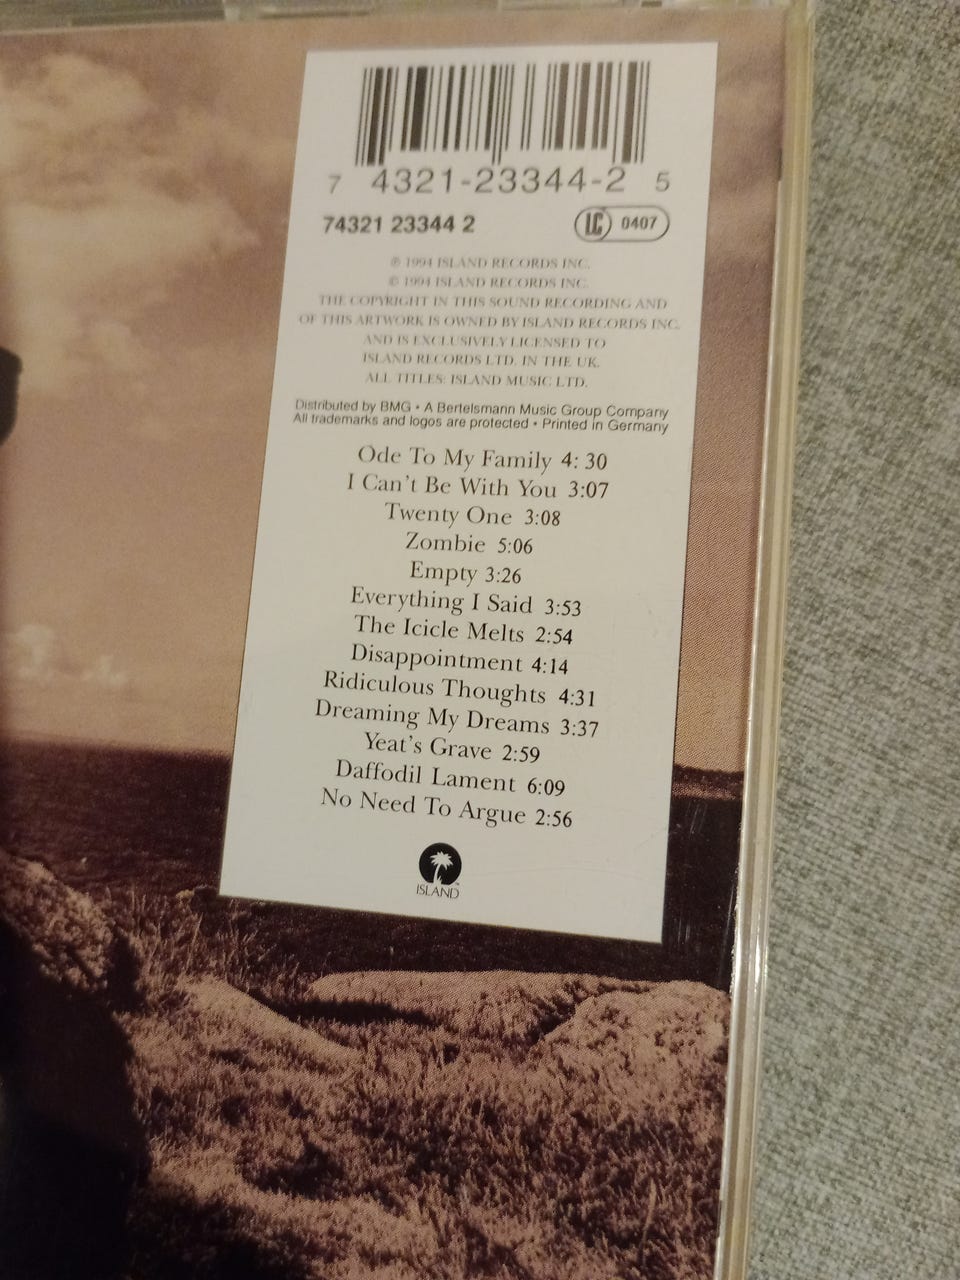 7 4321-23344-2 5
74321 23344 2
LC 0407
℗ 1994 ISLAND RECORDS INC.
© 1994 ISLAND RECORDS INC.
THE COPYRIGHT IN THIS SOUND RECORDING AND
OF THIS ARTWORK IS OWNED BY ISLAND RECORDS INC.
AND IS EXCLUSIVELY LICENSED TO
ISLAND RECORDS LTD. IN THE UK.
ALL TITLES: ISLAND MUSIC LTD.
Distributed by BMG • A Bertelsmann Music Group Company
All trademarks and logos are protected • Printed in Germany
Ode To My Family 4: 30
I Can't Be With You 3:07
Twenty One 3:08
Zombie 5:06
Empty 3:26
Everything I Said 3:53
The Icicle Melts 2:54
Disappointment 4:14
Ridiculous Thoughts 4:31
Dreaming My Dreams 3:37
Yeat's Grave 2:59
Daffodil Lament 6:09
No Need To Argue 2:56
ISLAND